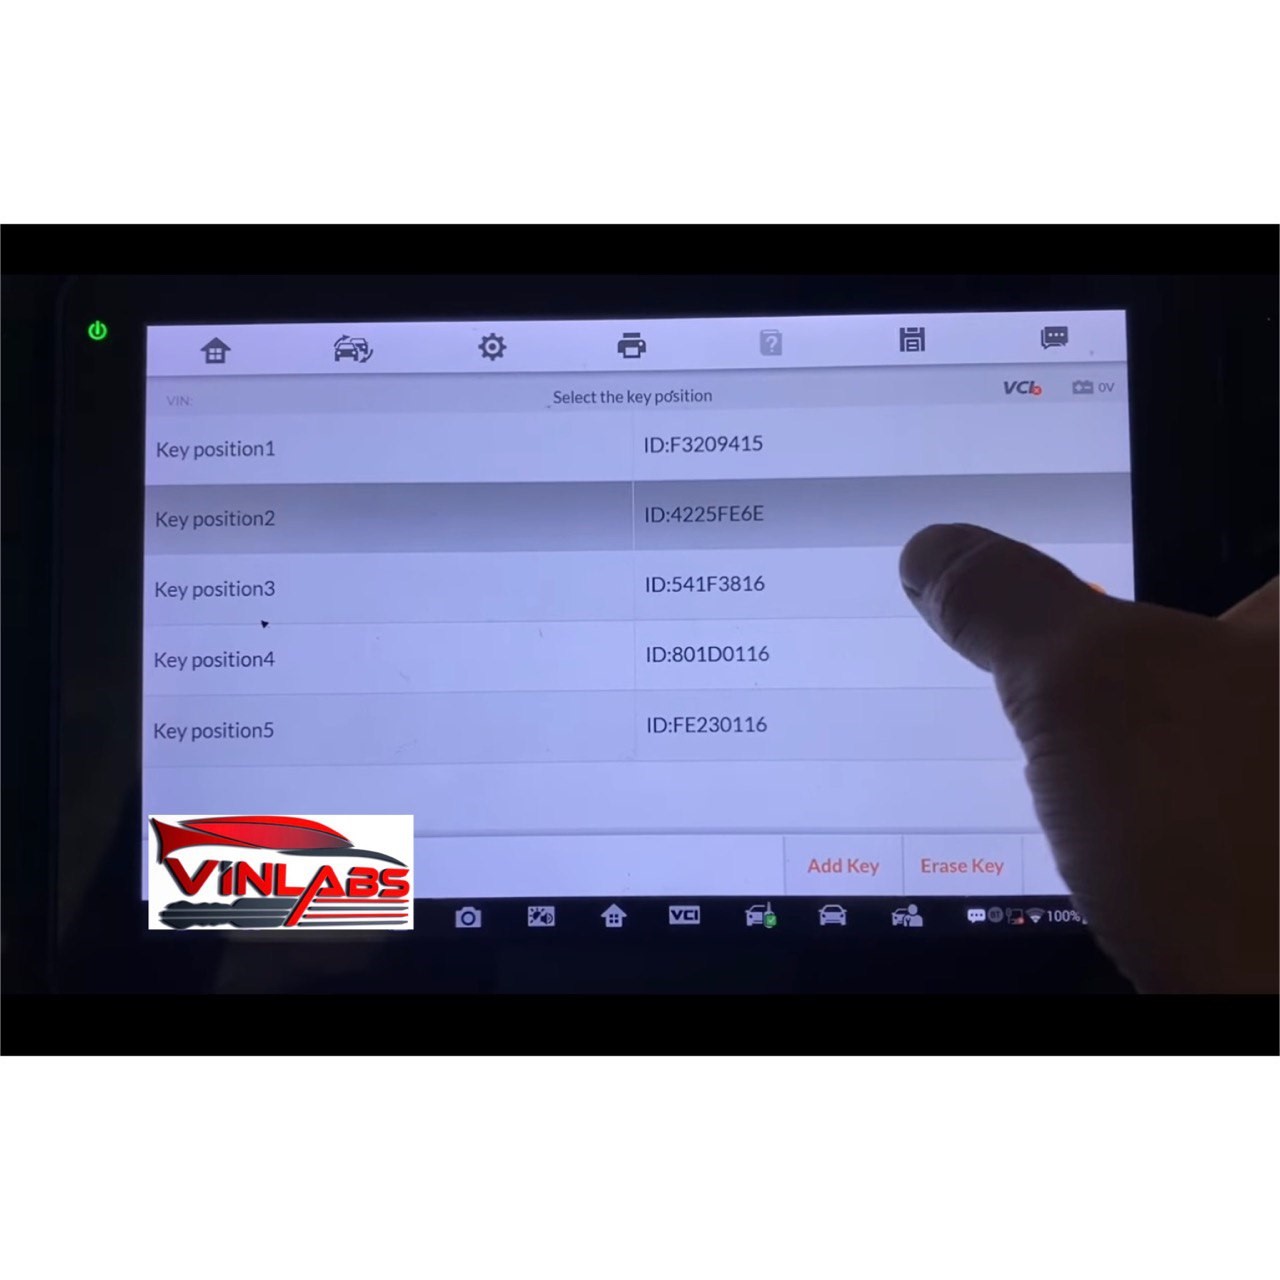 VIN:
Select the key position
VCI
0V
Key position1
ID:F3209415
Key position2
ID:4225FE6E
Key position3
ID:541F3816
Key position4
ID:801D0116
Key position5
ID:FE230116
Add Key
Erase Key
ViNLABS
VCI
100%